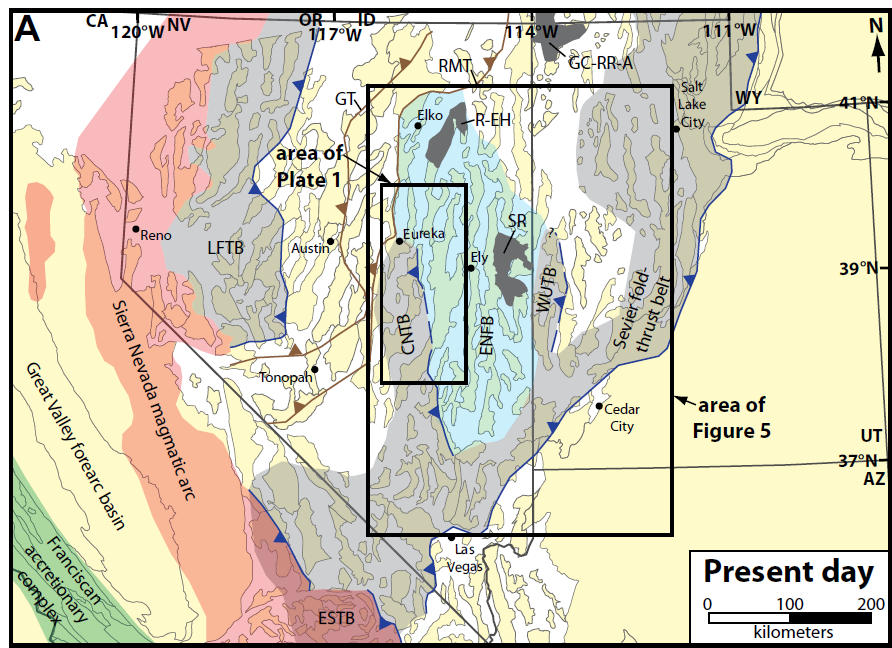 A
CA
NV
OR
ID
120°W
117°W
114°W
111°W
N
GC-RR-A
RMT
GT
Salt
Lake
City
WY
41°N
Elko
R-EH
area of
Plate 1
Reno
LFTB
Austin
Eureka
SR
Ely
?
39°N
WUTB
Sevier fold-
thrust belt
CNTB
ENFB
Sierra Nevada magmatic arc
Great Valley forearc basin
Tonopah
Cedar
City
area of
Figure 5
UT
37°N
AZ
Franciscan
accretionary
complex
Las
Vegas
ESTB
Present day
0 100 200
kilometers